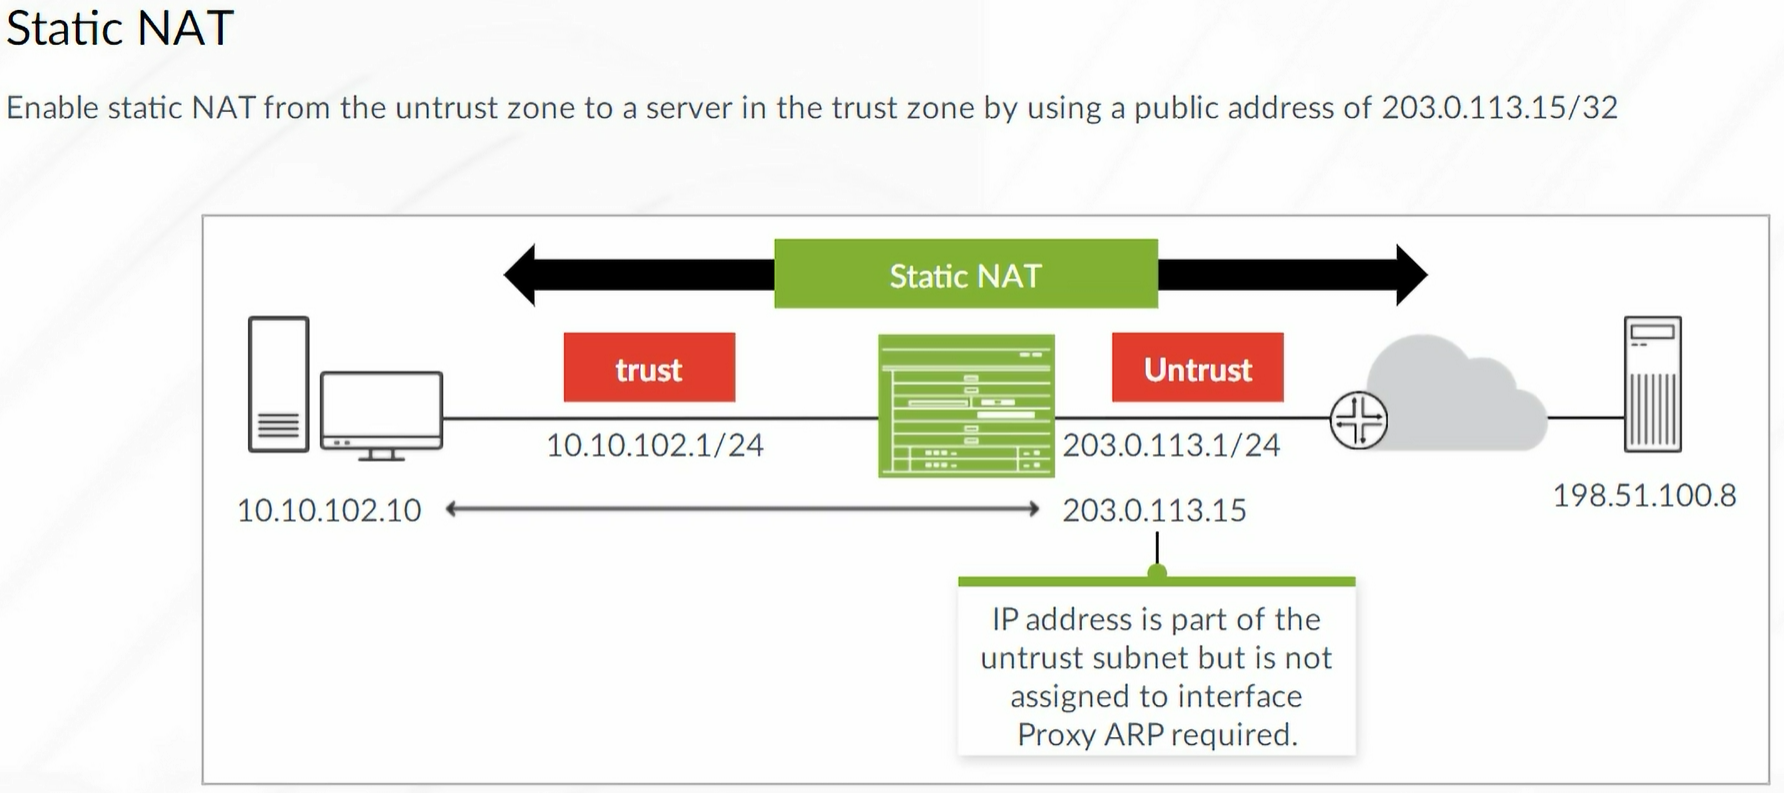 Static NAT
Enable static NAT from the untrust zone to a server in the trust zone by using a public address of 203.0.113.15/32
Static NAT
trust
Untrust
10.10.102.1/24
203.0.113.1/24
10.10.102.10
203.0.113.15
198.51.100.8
IP address is part of the
untrust subnet but is not
assigned to interface
Proxy ARP required.